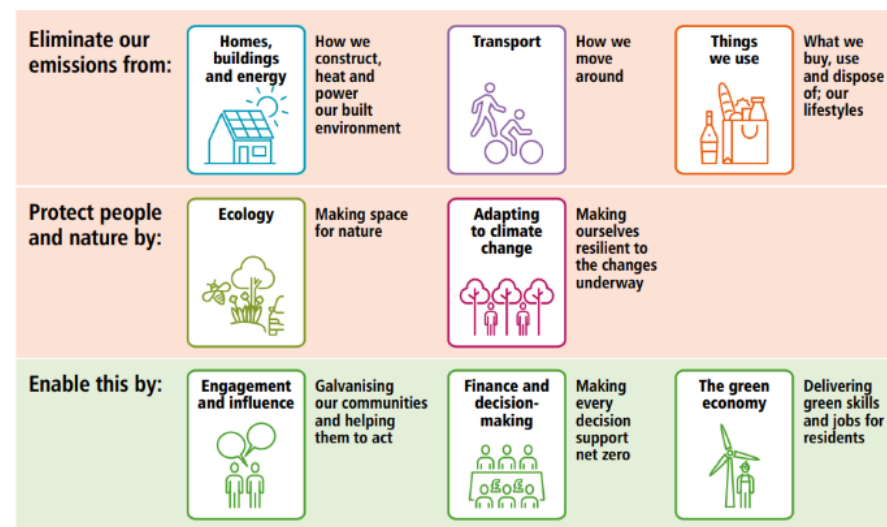 Eliminate our
emissions from:
Homes,
buildings
and energy
How we
construct,
heat and
power
our built
environment
Transport
How we
move
around
Things
we use
What we
buy, use
and dispose
of; our
lifestyles
Protect people
and nature by:
Ecology
Making space
for nature
Adapting
to climate
change
Making
ourselves
resilient to
the changes
underway
Enable this by:
Engagement
and influence
Galvanising
our communities
and helping
them to act
Finance and
decision-
making
££
Making
every
decision
support
net zero
The green
economy
Delivering
green skills
and jobs for
residents